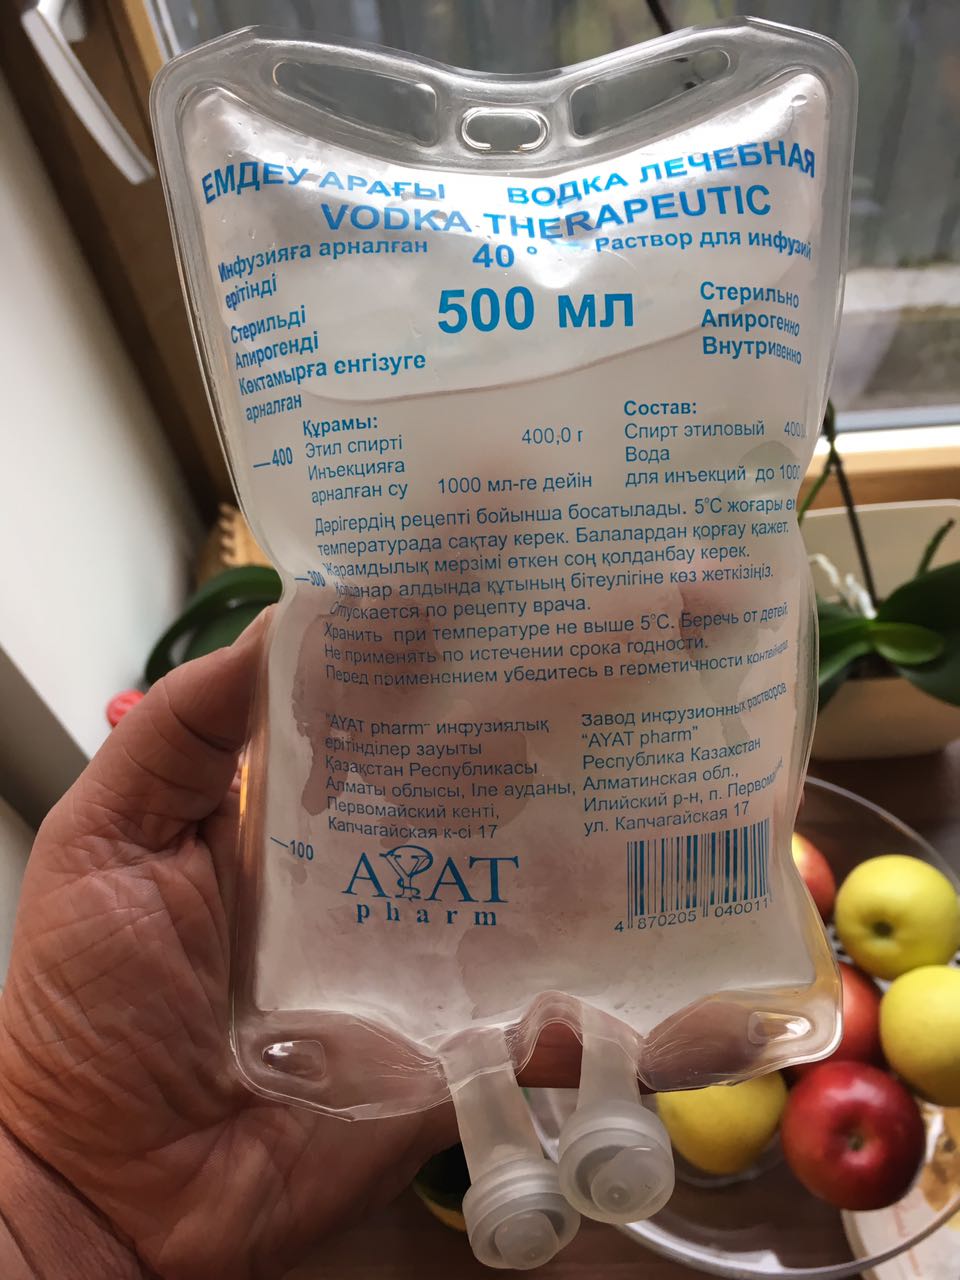 ЕМДЕУ АРАҒЫ
ВОДКА ЛЕЧЕБНАЯ
VODKA THERAPEUTIC
40°
Инфузияға арналған
ерітінді
Раствор для инфузий
500 мл
Стерильді
Апирогенді
Көктамырға енгізуге
арналған
Стерильно
Апирогенно
Внутривенно
—400
Құрамы:
Этил спирті 400,0 г
Инъекцияға
арналған су 1000 мл-ге дейін
Состав:
Спирт этиловый 400,
Вода
для инъекций до 100
Дәрігердің рецепті бойынша босатылады. 5°С жоғары ем
температурада сақтау керек. Балалардан қорғау қажет.
Жарамдылық мерзімі өткен соң қолданбау керек.
—300
Қолданар алдында құтының бітеулігіне көз жеткізіңіз.
Отпускается по рецепту врача.
Хранить при температуре не выше 5°С. Беречь от детей.
Не применять по истечении срока годности.
Перед применением убедитесь в герметичности контейнера.
"AYAT pharm" инфузиялық
ерітінділер зауыты
Қазақстан Республикасы
Алматы облысы, Іле ауданы,
Первомайский кенті,
Капчагайская к-сі 17
Завод инфузионных растворов
"AYAT pharm"
Республика Казахстан
Алматинская обл.,
Илийский р-н, п. Первомай
ул. Капчагайская 17
—100
AYAT
pharm
4 870205 040011